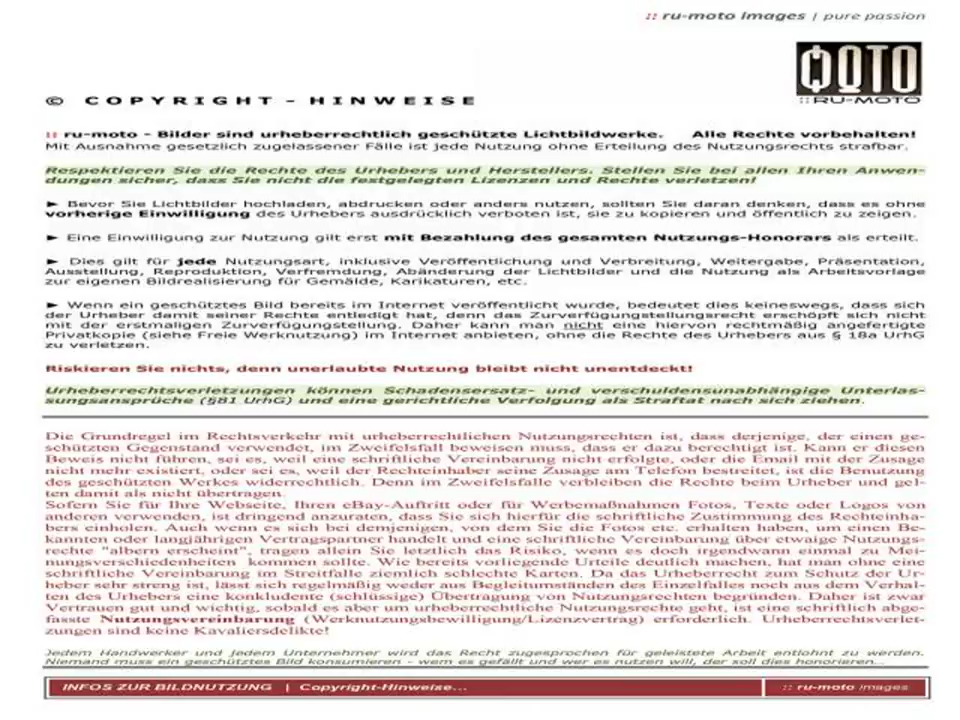 :: ru-moto images | pure passion
QOTO
:: RU-MOTO
© COPYRIGHT - HINWEISE
:: ru-moto - Bilder sind urheberrechtlich geschützte Lichtbildwerke. Alle Rechte vorbehalten!
Mit Ausnahme gesetzlich zugelassener Fälle ist jede Nutzung ohne Erteilung des Nutzungsrechts strafbar.
Respektieren Sie die Rechte des Urhebers und Herstellers. Stellen Sie bei allen Ihren Anwen-
dungen sicher, dass Sie nicht die festgelegten Lizenzen und Rechte verletzen!
► Bevor Sie Lichtbilder hochladen, abdrucken oder anders nutzen, sollten Sie daran denken, dass es ohne
vorherige Einwilligung des Urhebers ausdrücklich verboten ist, sie zu kopieren und öffentlich zu zeigen.
► Eine Einwilligung zur Nutzung gilt erst mit Bezahlung des gesamten Nutzungs-Honorars als erteilt.
► Dies gilt für jede Nutzungsart, inklusive Veröffentlichung und Verbreitung, Weitergabe, Präsentation,
Ausstellung, Reproduktion, Verfremdung, Abänderung der Lichtbilder und die Nutzung als Arbeitsvorlage
zur eigenen Bildrealisierung für Gemälde, Karikaturen, etc.
► Wenn ein geschütztes Bild bereits im Internet veröffentlicht wurde, bedeutet dies keineswegs, dass sich
der Urheber damit seiner Rechte entledigt hat, denn das Zurverfügungstellungsrecht erschöpft sich nicht
mit der erstmaligen Zurverfügungstellung. Daher kann man nicht eine hiervon rechtmäßig angefertigte
Privatkopie (siehe Freie Werknutzung) im Internet anbieten, ohne die Rechte des Urhebers aus § 18a UrhG
zu verletzen.
Riskieren Sie nichts, denn unerlaubte Nutzung bleibt nicht unentdeckt!
Urheberrechtsverletzungen können Schadensersatz- und verschuldensunabhängige Unterlas-
sungsansprüche (§81 UrhG) und eine gerichtliche Verfolgung als Straftat nach sich ziehen.
Die Grundregel im Rechtsverkehr mit urheberrechtlichen Nutzungsrechten ist, dass derjenige, der einen ge-
schützten Gegenstand verwendet, im Zweifelsfall beweisen muss, dass er dazu berechtigt ist. Kann er diesen
Beweis nicht führen, sei es, weil eine schriftliche Vereinbarung nicht erfolgte, oder die Email mit der Zusage
nicht mehr existiert, oder sei es, weil der Rechteinhaber seine Zusage am Telefon bestreitet, ist die Benutzung
des geschützten Werkes widerrechtlich. Denn im Zweifelsfalle verbleiben die Rechte beim Urheber und gel-
ten damit als nicht übertragen.
Sofern Sie für Ihre Webseite, Ihren eBay-Auftritt oder für Werbemaßnahmen Fotos, Texte oder Logos von
anderen verwenden, ist dringend anzuraten, dass Sie sich hierfür die schriftliche Zustimmung des Rechteinha-
bers einholen. Auch wenn es sich bei demjenigen, von dem Sie die Fotos etc. erhalten haben, um einen Be-
kannten oder langjährigen Vertragspartner handelt und eine schriftliche Vereinbarung über etwaige Nutzungs-
rechte "albern erscheint", tragen allein Sie letztlich das Risiko, wenn es doch irgendwann einmal zu Mei-
nungsverschiedenheiten kommen sollte. Wie bereits vorliegende Urteile deutlich machen, hat man ohne eine
schriftliche Vereinbarung im Streitfalle ziemlich schlechte Karten. Da das Urheberrecht zum Schutz der Ur-
heber sehr streng ist, lässt sich regelmäßig weder aus Begleitumständen des Einzelfalles noch aus dem Verhal-
ten des Urhebers eine konkludente (schlüssige) Übertragung von Nutzungsrechten begründen. Daher ist zwar
Vertrauen gut und wichtig, sobald es aber um urheberrechtliche Nutzungsrechte geht, ist eine schriftlich abge-
fasste Nutzungsvereinbarung (Werknutzungsbewilligung/Lizenzvertrag) erforderlich. Urheberrechtsverlet-
zungen sind keine Kavaliersdelikte!
Jedem Handwerker und jedem Unternehmer wird das Recht zugesprochen für geleistete Arbeit entlohnt zu werden.
Niemand muss ein geschütztes Bild konsumieren - wem es gefällt und wer es nutzen will, der soll dies honorieren...
INFOS ZUR BILDNUTZUNG | Copyright-Hinweise...
:: ru-moto images